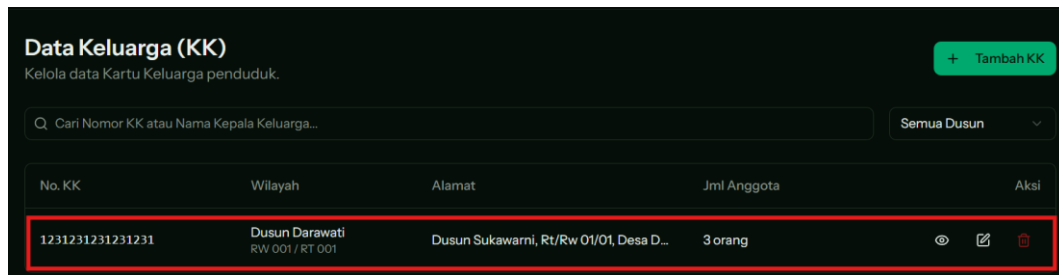 Data Keluarga (KK)
Kelola data Kartu Keluarga penduduk.
+ Tambah KK
Cari Nomor KK atau Nama Kepala Keluarga...
Semua Dusun
No. KK Wilayah Alamat Jml Anggota Aksi
1231231231231231 Dusun Darawati Dusun Sukawarni, Rt/Rw 01/01, Desa D... 3 orang
RW 001 / RT 001